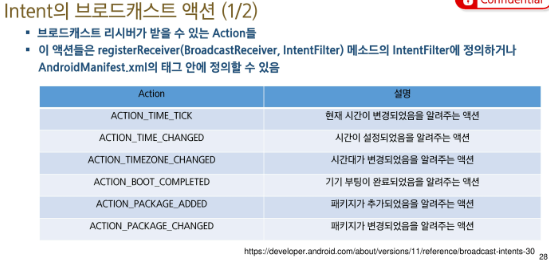 Confidential
Intent의 브로드캐스트 액션 (1/2)
▪ 브로드캐스트 리시버가 받을 수 있는 Action들
▪ 이 액션들은 registerReceiver(BroadcastReceiver, IntentFilter) 메소드의 IntentFilter에 정의하거나
AndroidManifest.xml의 태그 안에 정의할 수 있음
Action 설명
ACTION_TIME_TICK 현재 시간이 변경되었음을 알려주는 액션
ACTION_TIME_CHANGED 시간이 설정되었음을 알려주는 액션
ACTION_TIMEZONE_CHANGED 시간대가 변경되었음을 알려주는 액션
ACTION_BOOT_COMPLETED 기기 부팅이 완료되었음을 알려주는 액션
ACTION_PACKAGE_ADDED 패키지가 추가되었음을 알려주는 액션
ACTION_PACKAGE_CHANGED 패키지가 변경되었음을 알려주는 액션
https://developer.android.com/about/versions/11/reference/broadcast-intents-30
28